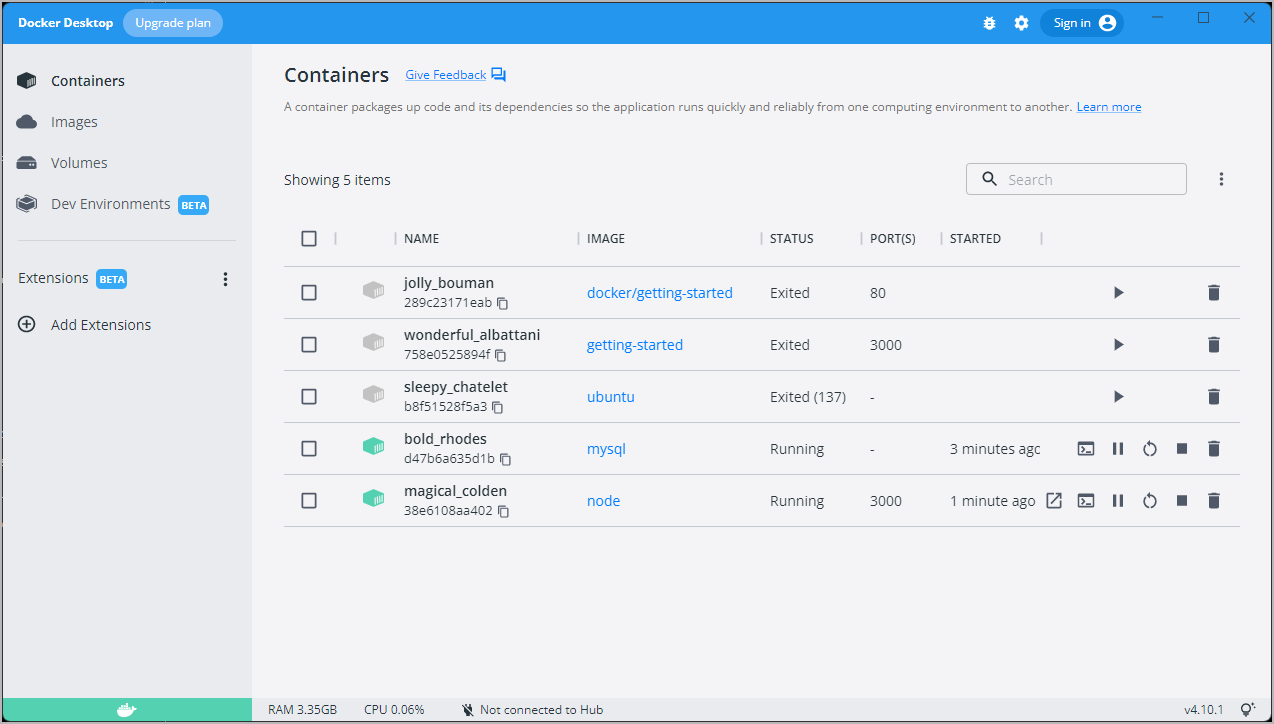 Docker Desktop Upgrade plan Sign in
Containers
Images
Volumes
Dev Environments BETA
Extensions BETA
Add Extensions
Containers Give Feedback
A container packages up code and its dependencies so the application runs quickly and reliably from one computing environment to another. Learn more
Showing 5 items Search
NAME IMAGE STATUS PORT(S) STARTED
jolly_bouman
289c23171eab docker/getting-started Exited 80
wonderful_albattani
758e0525894f getting-started Exited 3000
sleepy_chatelet
b8f51528f5a3 ubuntu Exited (137) -
bold_rhodes
d47b6a635d1b mysql Running - 3 minutes ago
magical_colden
38e6108aa402 node Running 3000 1 minute ago
RAM 3.35GB CPU 0.06% Not connected to Hub v4.10.1